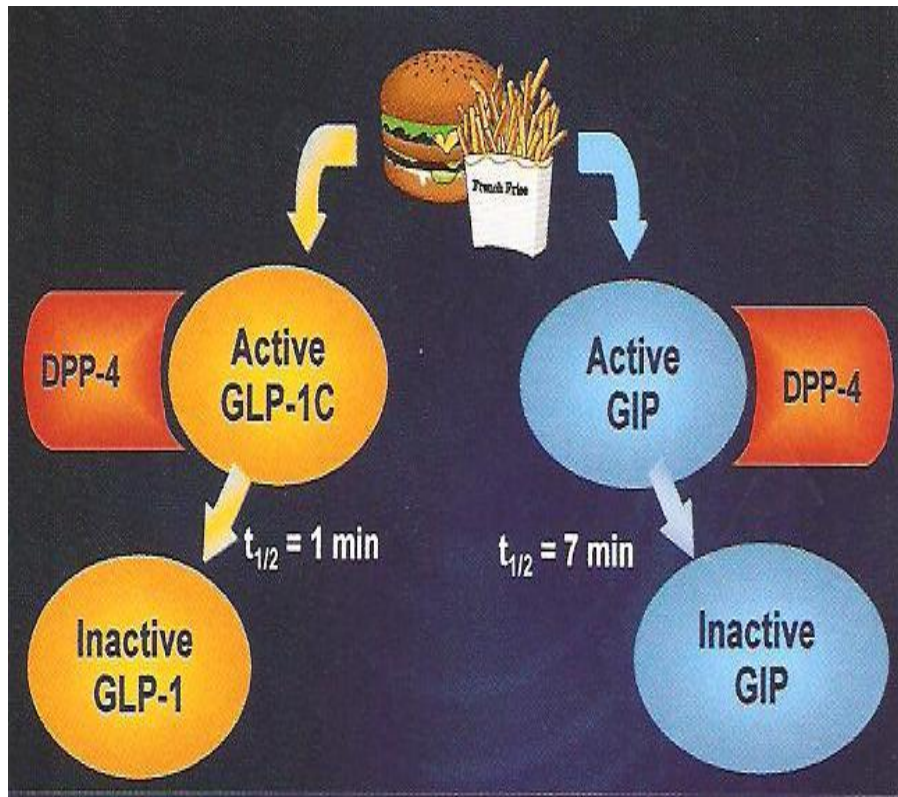 French Fries
DPP-4
Active
GLP-1C
Active
GIP
DPP-4
t1/2 = 1 min
t1/2 = 7 min
Inactive
GLP-1
Inactive
GIP